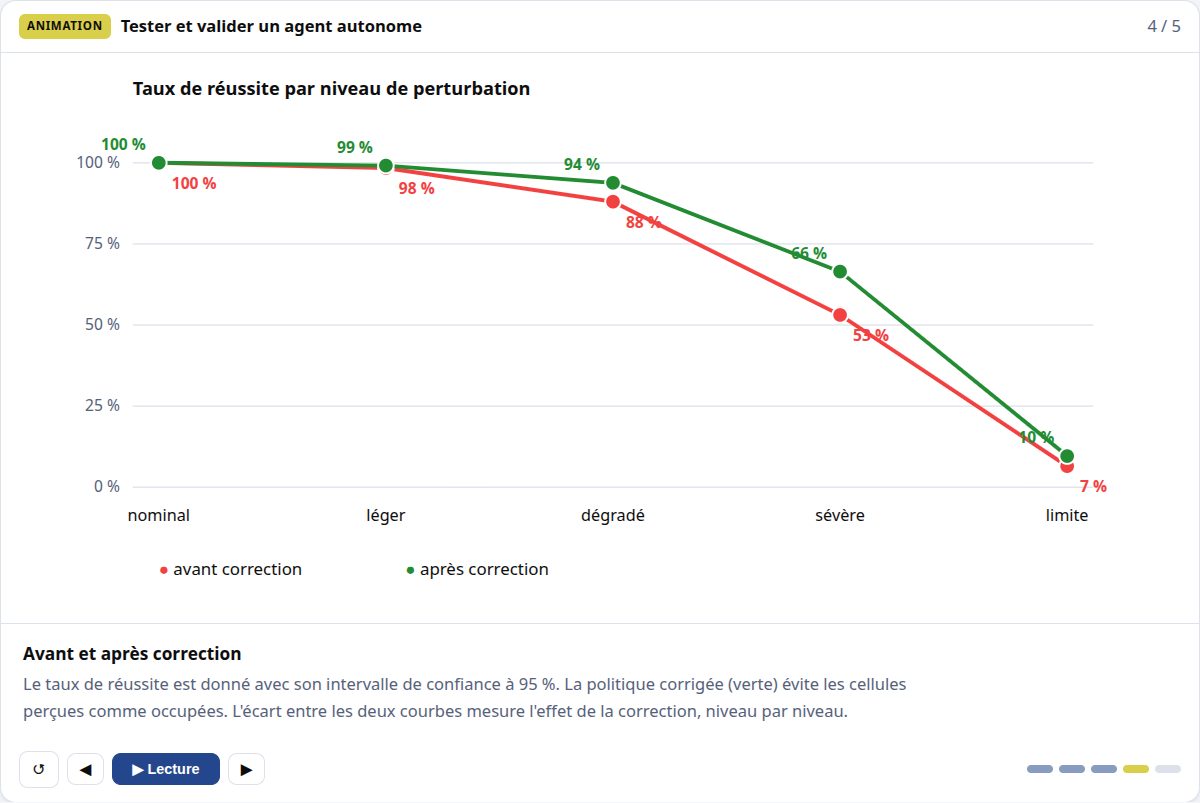 ANIMATION Tester et valider un agent autonome 4 / 5
Taux de réussite par niveau de perturbation
100 % 99 % 94 % 66 % 10 %
100 % 98 % 88 % 53 % 7 %
100 %
75 %
50 %
25 %
0 %
nominal léger dégradé sévère limite
avant correction après correction
Avant et après correction
Le taux de réussite est donné avec son intervalle de confiance à 95 %. La politique corrigée (verte) évite les cellules
perçues comme occupées. L'écart entre les deux courbes mesure l'effet de la correction, niveau par niveau.
↺ ◀ ▶ Lecture ▶